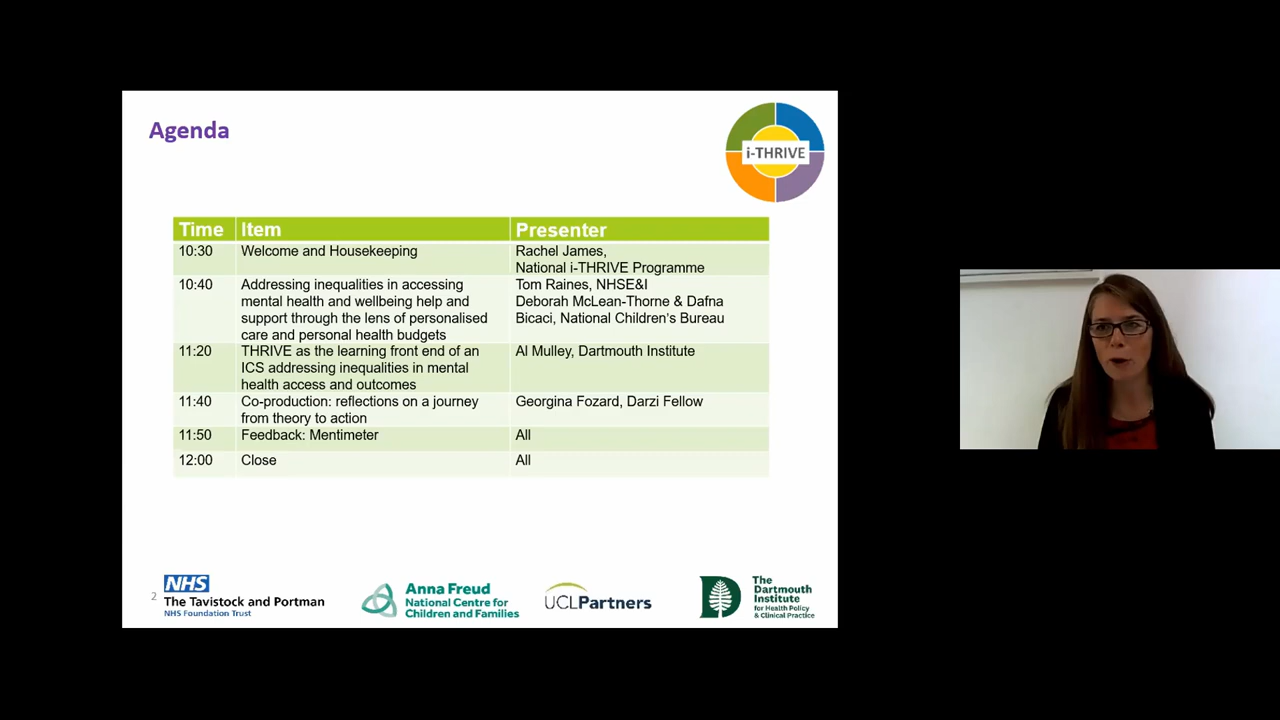 Agenda
i-THRIVE
Time Item Presenter
10:30 Welcome and Housekeeping Rachel James,
National i-THRIVE Programme
10:40 Addressing inequalities in accessing Tom Raines, NHSE&I
mental health and wellbeing help and Deborah McLean-Thorne & Dafna
support through the lens of personalised Bicaci, National Children's Bureau
care and personal health budgets
11:20 THRIVE as the learning front end of an Al Mulley, Dartmouth Institute
ICS addressing inequalities in mental
health access and outcomes
11:40 Co-production: reflections on a journey Georgina Fozard, Darzi Fellow
from theory to action
11:50 Feedback: Mentimeter All
12:00 Close All
2
NHS
The Tavistock and Portman
NHS Foundation Trust
Anna Freud
National Centre for
Children and Families
UCLPartners
The
Dartmouth
Institute
for Health Policy
& Clinical Practice